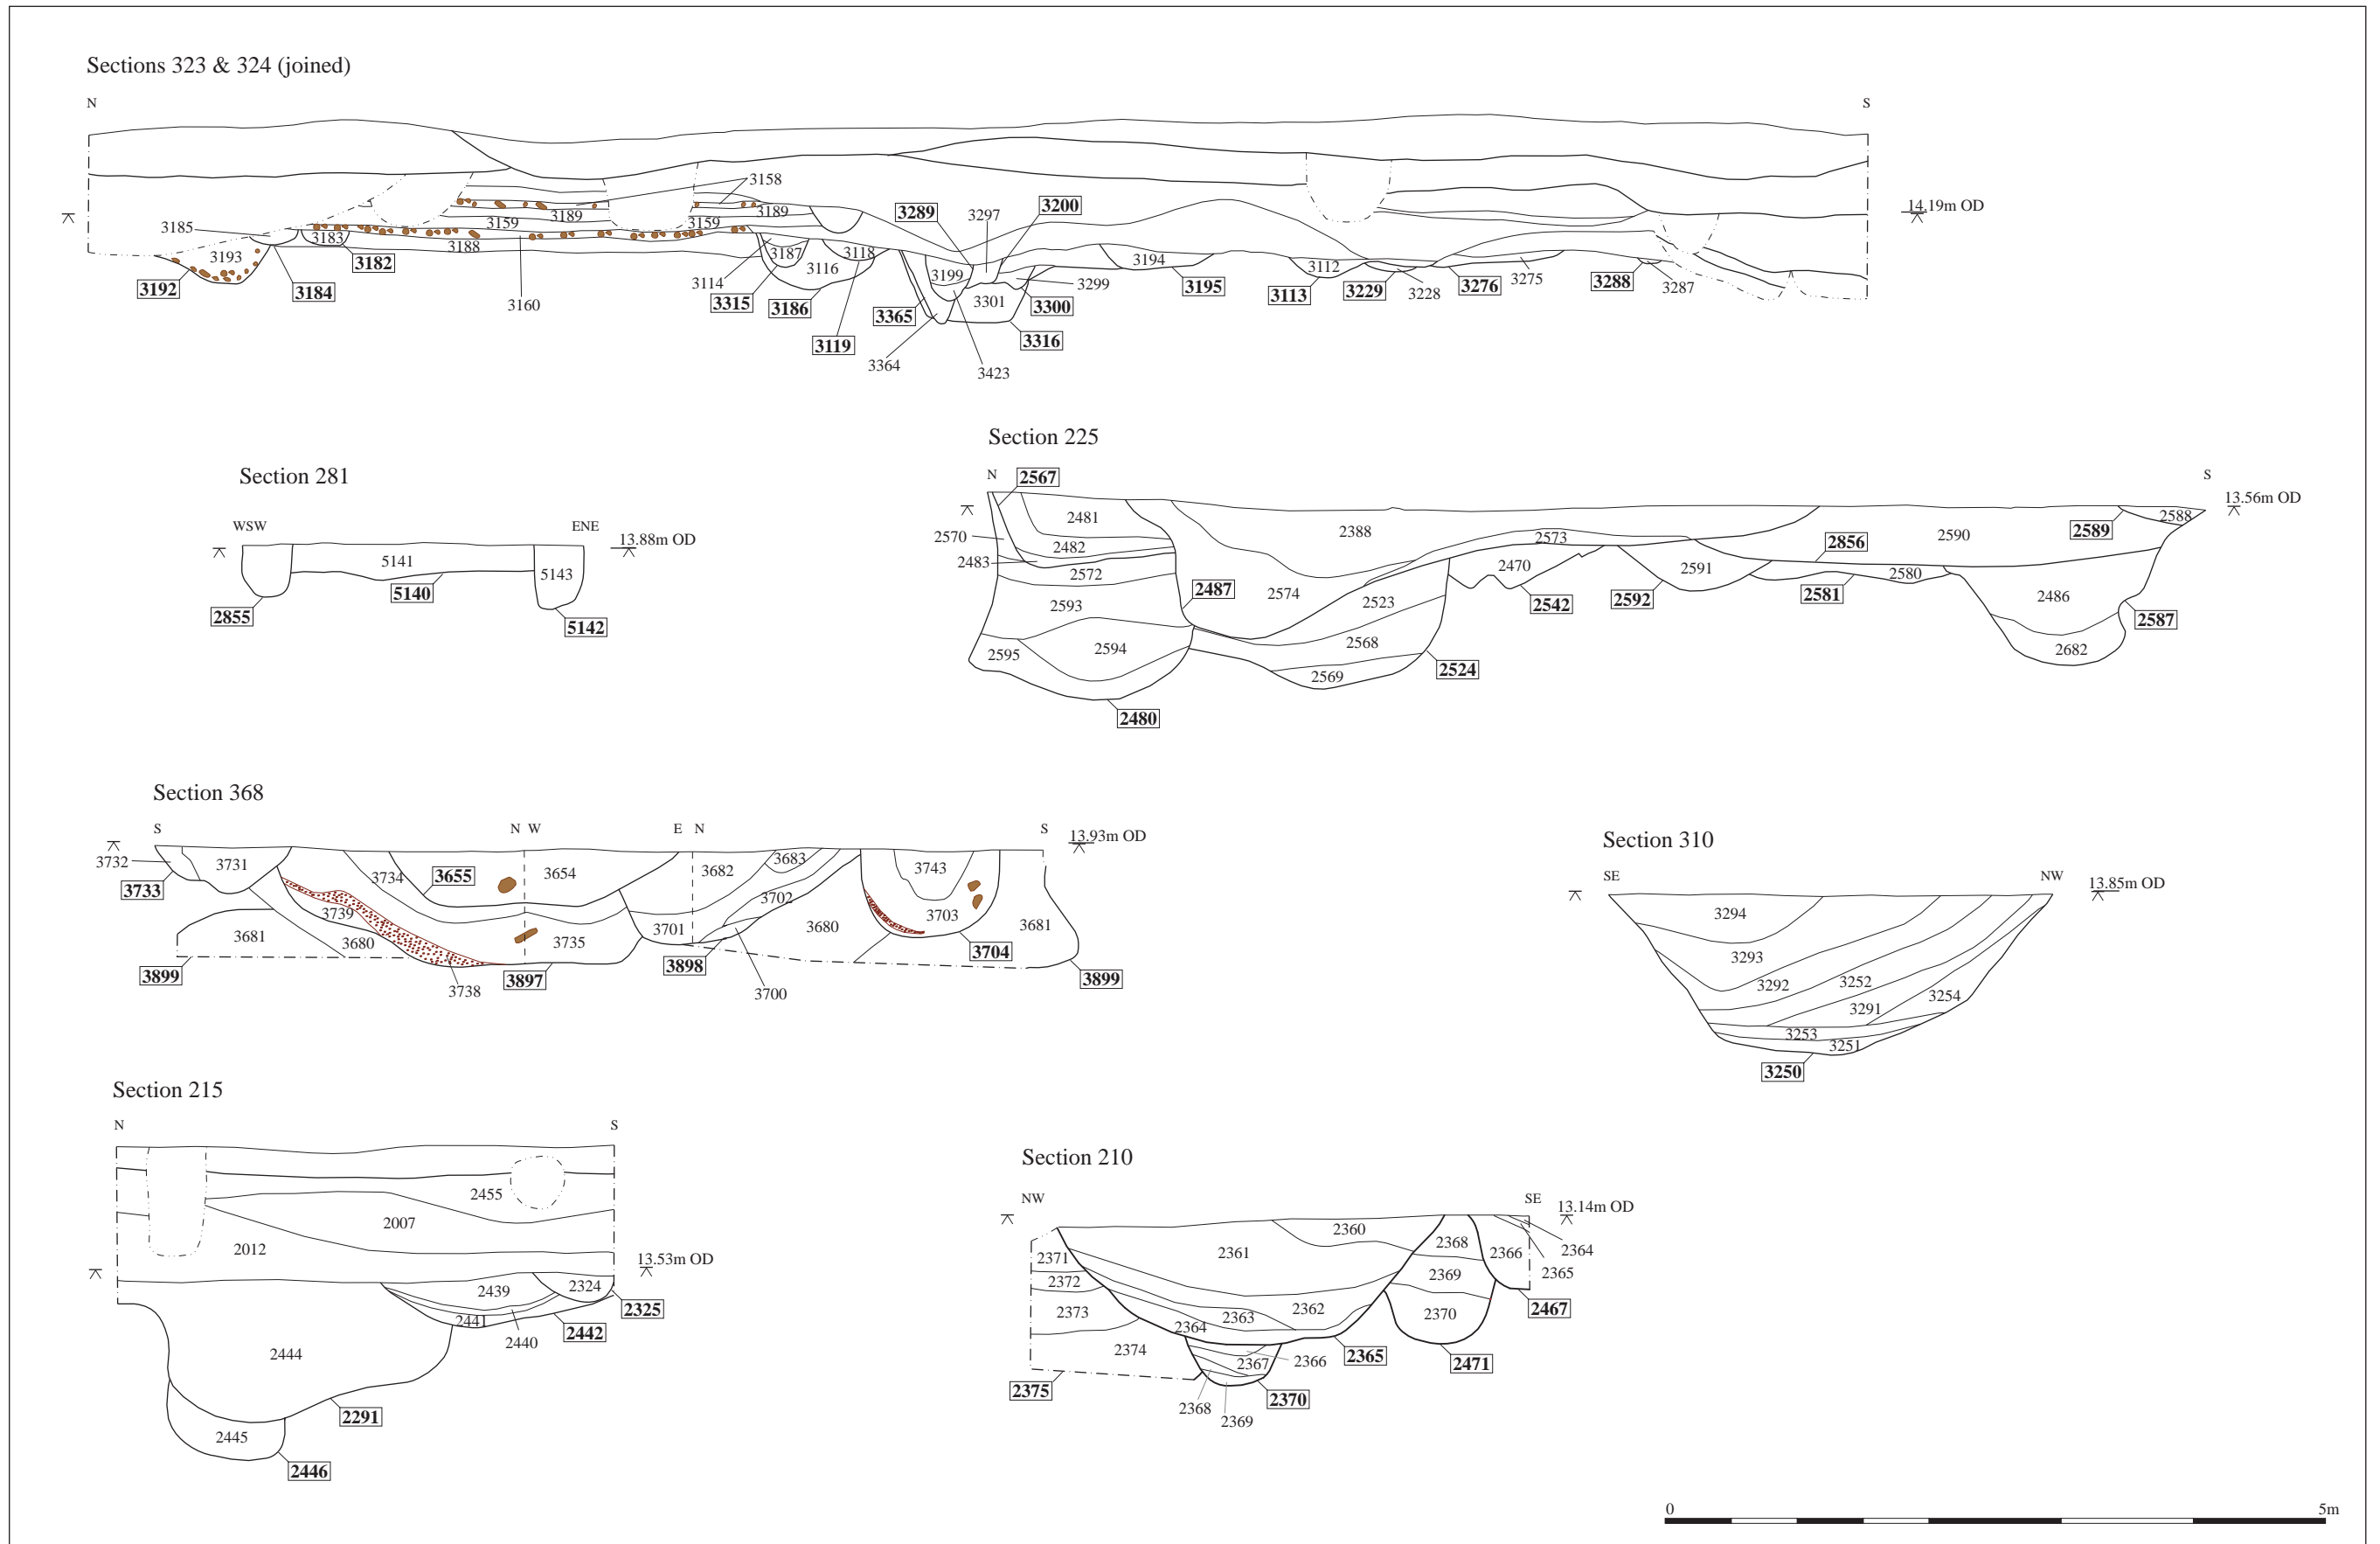 Sections 323 & 324 (joined)
N S
3158
3185 3183 3159 3189 3159 3189 3289 3297 3200 14.19m OD
3193 3188 3187 3118 3194
3192 3184 3182 3160 3114 3116 3199 3299 3112
3315 3186 3301 3300 3195 3113 3229 3228 3276 3275 3288 3287
3119 3365 3316
3364 3423
Section 225
N 2567 S
13.56m OD
2481 2388 2589 2588
2570 2482 2573 2856 2590
2483 2572 2470 2591 2580
2593 2487 2574 2523 2542 2592 2581 2486 2587
2595 2594 2568 2682
2569 2524
2480
Section 281
WSW ENE
13.88m OD
5141 5143
2855 5140 5142
Section 368
S N W E N S
13.93m OD
3732 3731 3734 3655 3654 3682 3683 3743
3733 3739 3702 3703
3681 3680 3735 3701 3680 3681
3899 3738 3897 3898 3700 3704 3899
Section 310
SE NW
13.85m OD
3294
3293
3292 3252
3291 3254
3253
3251
3250
Section 215
N S
2455
2007
2012
13.53m OD
2439 2324
2441 2440 2442 2325
2444
2291
2445
2446
Section 210
NW SE
13.14m OD
2360
2371 2361 2368 2366 2364
2372 2369 2365
2373 2363 2362 2370 2467
2364
2374 2367 2366 2365 2471
2375 2368 2369 2370
0 5m